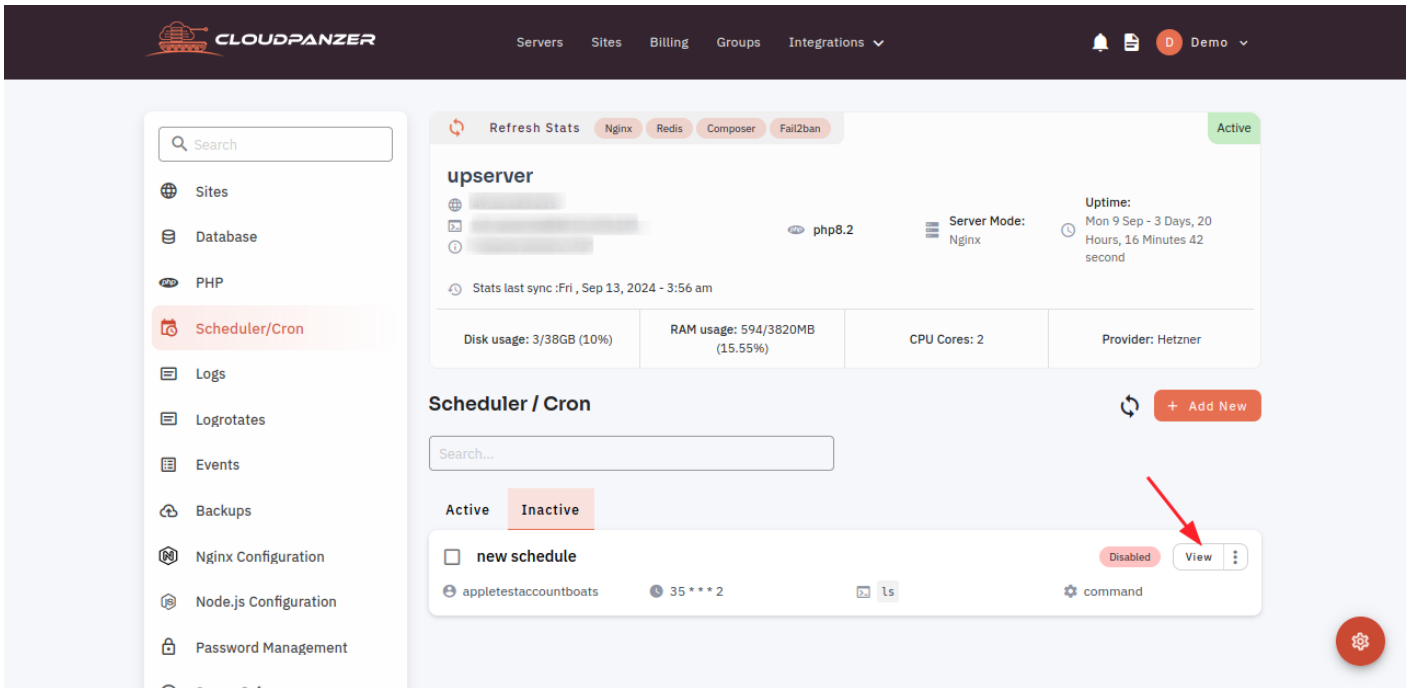 CLOUDPANZER
Servers Sites Billing Groups Integrations
D Demo
Search
Sites
Database
php PHP
Scheduler/Cron
Logs
Logrotates
Events
Backups
Nginx Configuration
JS Node.js Configuration
Password Management
Refresh Stats Nginx Redis Composer Fail2ban
Active
upserver
php php8.2
Server Mode:
Nginx
Uptime:
Mon 9 Sep - 3 Days, 20
Hours, 16 Minutes 42
second
Stats last sync :Fri , Sep 13, 2024 - 3:56 am
Disk usage: 3/38GB (10%)
RAM usage: 594/3820MB
(15.55%)
CPU Cores: 2
Provider: Hetzner
Scheduler / Cron
+ Add New
Search...
Active Inactive
new schedule
Disabled View
appletestaccountboats 35 * * * 2 ls command